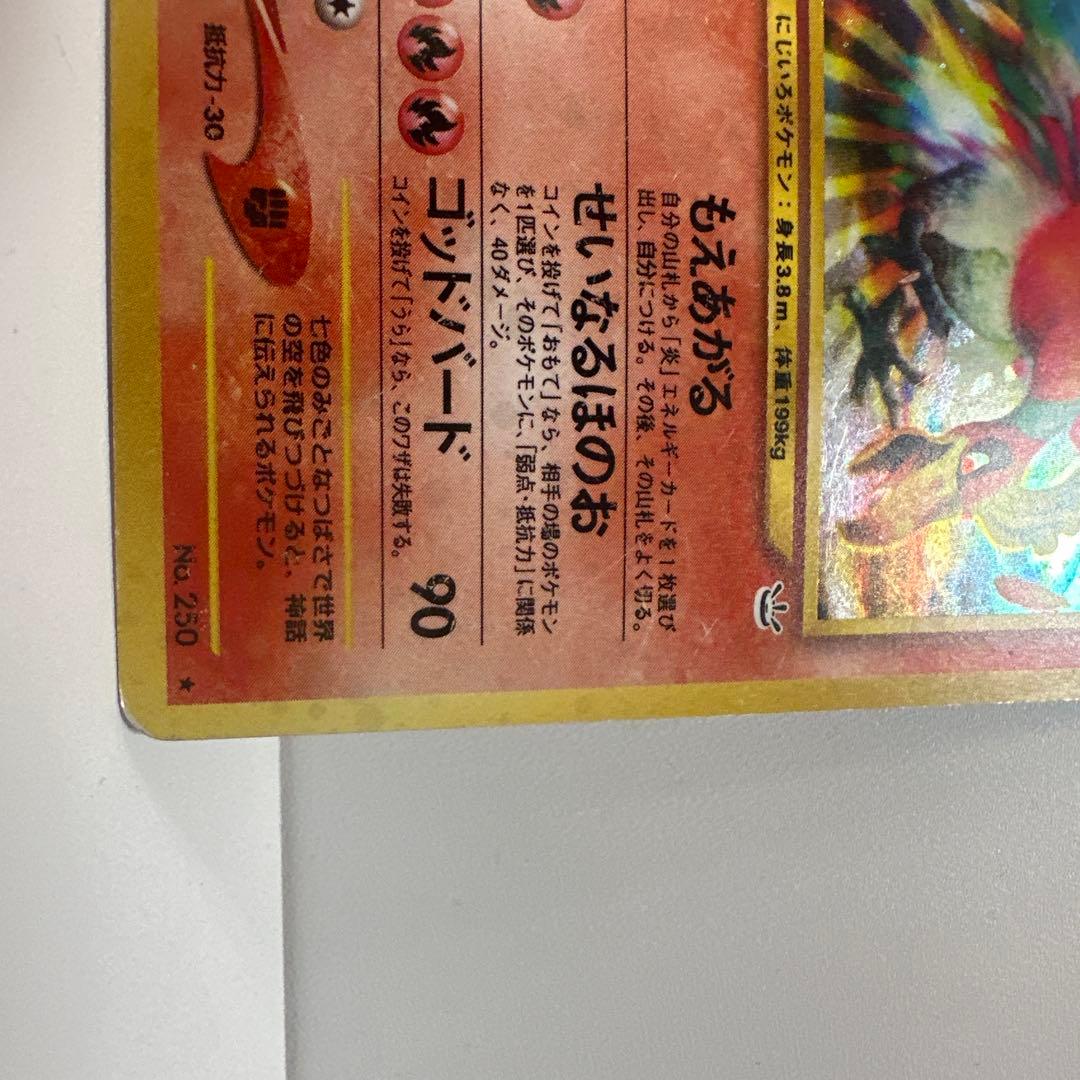 にじいろポケモン：身長3.8m、体重199kg
もえあがる
自分の山札から「炎」エネルギーカードを1枚選び
出し、自分につける。その後、その山札をよく切る。
せいなるほのお
コインを投げて「おもて」なら、相手の場のポケモン
を1匹選び、そのポケモンに、「弱点・抵抗力」に関係
なく、40ダメージ。
ゴッドバード 90
コインを投げて「うら」なら、このワザは失敗する。
抵抗力 -30
七色のみごとなつばさで世界
の空を飛びつづけると、神話
に伝えられるポケモン。
No. 250 ★